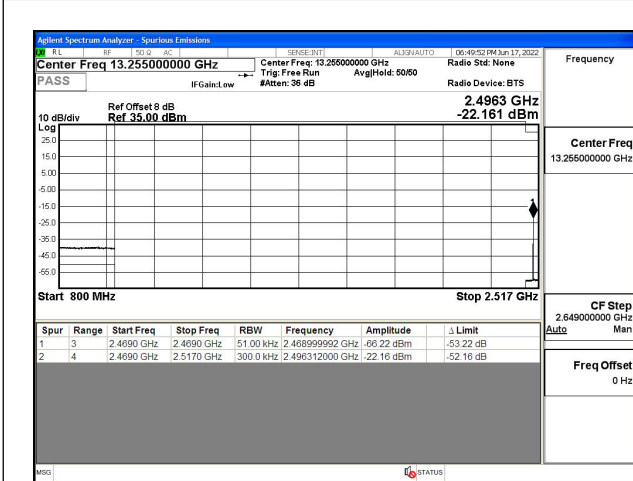 Agilent Spectrum Analyzer - Spurious Emissions
LXI RL RF 50 Ω AC SENSE:INT ALIGN AUTO 06:49:52 PM Jun 17, 2022
Center Freq 13.255000000 GHz
Center Freq: 13.255000000 GHz
Radio Std: None
Trig: Free Run Avg|Hold: 50/50
PASS
IFGain:Low
#Atten: 36 dB
Radio Device: BTS
Ref Offset 8 dB
2.4963 GHz
10 dB/div Ref 35.00 dBm
-22.161 dBm
Log
25.0
15.0
5.00
-5.00
-15.0
1
-25.0
-35.0
-45.0
-55.0
Start 800 MHz Stop 2.517 GHz
Spur Range Start Freq Stop Freq RBW Frequency Amplitude Δ Limit
1 3 2.4690 GHz 2.4690 GHz 51.00 kHz 2.468999992 GHz -66.22 dBm -53.22 dB
2 4 2.4690 GHz 2.5170 GHz 300.0 kHz 2.496312000 GHz -22.16 dBm -52.16 dB
MSG STATUS
Frequency
Center Freq
13.255000000 GHz
CF Step
2.649000000 GHz
Auto Man
Freq Offset
0 Hz